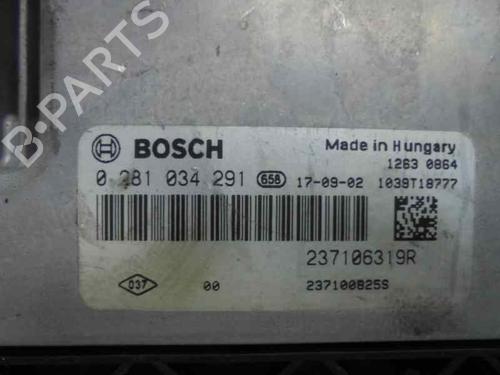 B-PARTS
BOSCH
Made in Hungary
1263 0864
0 281 034 291 658 17-09-02 1039T18777
237106319R
037 00 237100825S